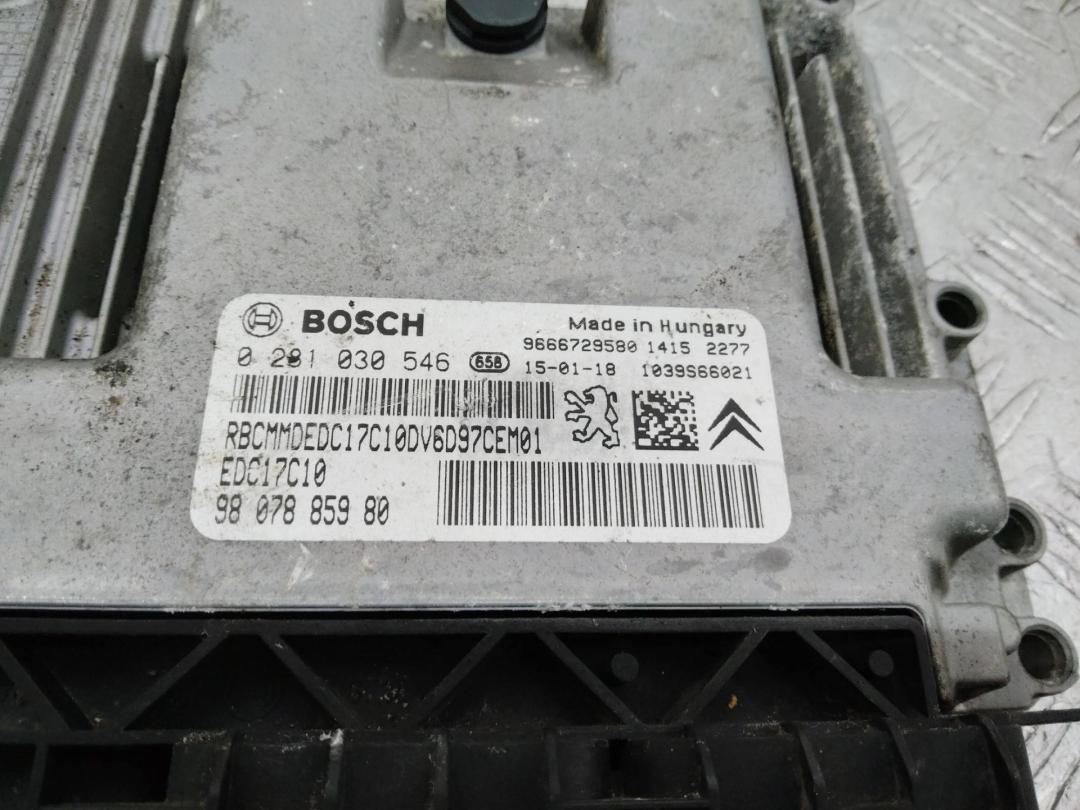 BOSCH
Made in Hungary
9666729580 1415 2277
0 281 030 546 658 15-01-18 1039S66021
RBCMMDEDC17C10DV6D97CEM01
EDC17C10
98 078 859 80